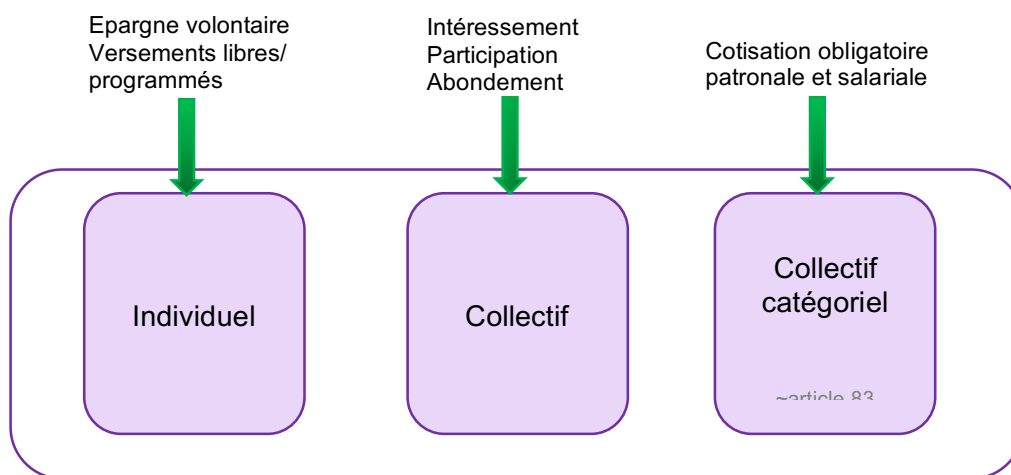 Epargne volontaire
Versements libres/
programmés
Intéressement
Participation
Abondement
Cotisation obligatoire
patronale et salariale
Individuel
Collectif
Collectif
catégoriel
~article 83